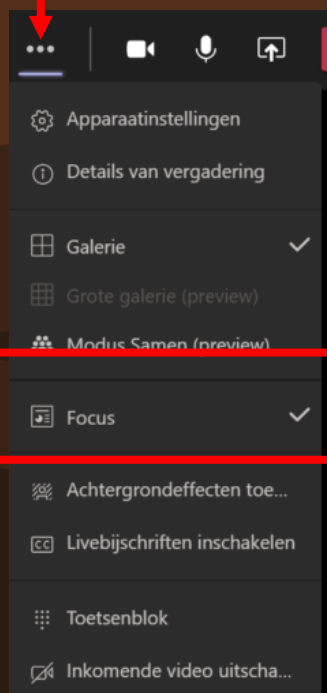 Apparaatinstellingen
Details van vergadering
Galerie
Grote galerie (preview)
Modus Samen (preview)
Focus
Achtergrondeffecten toe...
CC Livebijschriften inschakelen
Toetsenblok
Inkomende video uitscha...